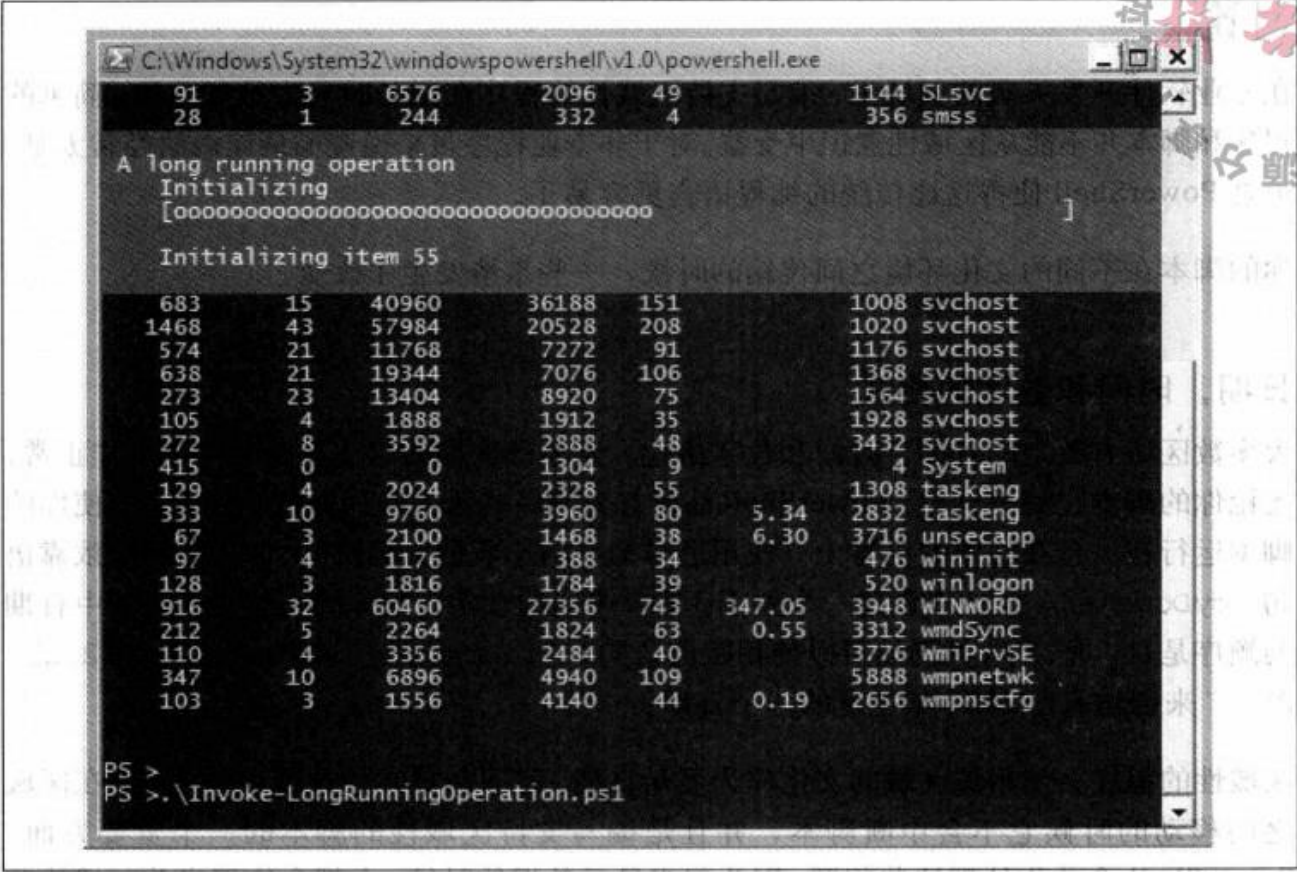 C:\Windows\System32\windowspowershell\v1.0\powershell.exe
91 3 6576 2096 49 1144 SLsvc
28 1 244 332 4 356 smss
A long running operation
Initializing
[oooooooooooooooooooooooooooooooooo ]
Initializing item 55
683 15 40960 36188 151 1008 svchost
1468 43 57984 20528 208 1020 svchost
574 21 11768 7272 91 1176 svchost
638 21 19344 7076 106 1368 svchost
273 23 13404 8920 75 1564 svchost
105 4 1888 1912 35 1928 svchost
272 8 3592 2888 48 3432 svchost
415 0 0 1304 9 4 System
129 4 2024 2328 55 1308 taskeng
333 10 9760 3960 80 5.34 2832 taskeng
67 3 2100 1468 38 6.30 3716 unsecapp
97 4 1176 388 34 476 wininit
128 3 1816 1784 39 520 winlogon
916 32 60460 27356 743 347.05 3948 WINWORD
212 5 2264 1824 63 0.55 3312 wmdSync
110 4 3356 2484 40 3776 WmiPrvSE
347 10 6896 4940 109 5888 wmpnetwk
103 3 1556 4140 44 0.19 2656 wmpnscfg
PS >
PS >.\Invoke-LongRunningOperation.ps1